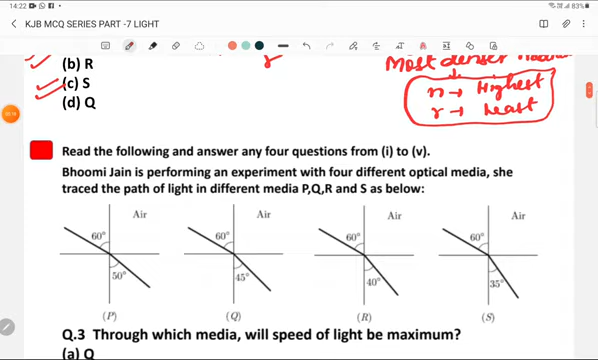 14:22
83%
← KJB MCQ SERIES PART -7 LIGHT
(b) R
(c) S
(d) Q
Most denser
n → Highest
r → Least
Read the following and answer any four questions from (i) to (v).
Bhoomi Jain is performing an experiment with four different optical media, she
traced the path of light in different media P,Q,R and S as below:
Air Air Air Air
60° 60° 60° 60°
50° 45° 40° 35°
(P) (Q) (R) (S)
Q.3 Through which media, will speed of light be maximum?
(a) Q